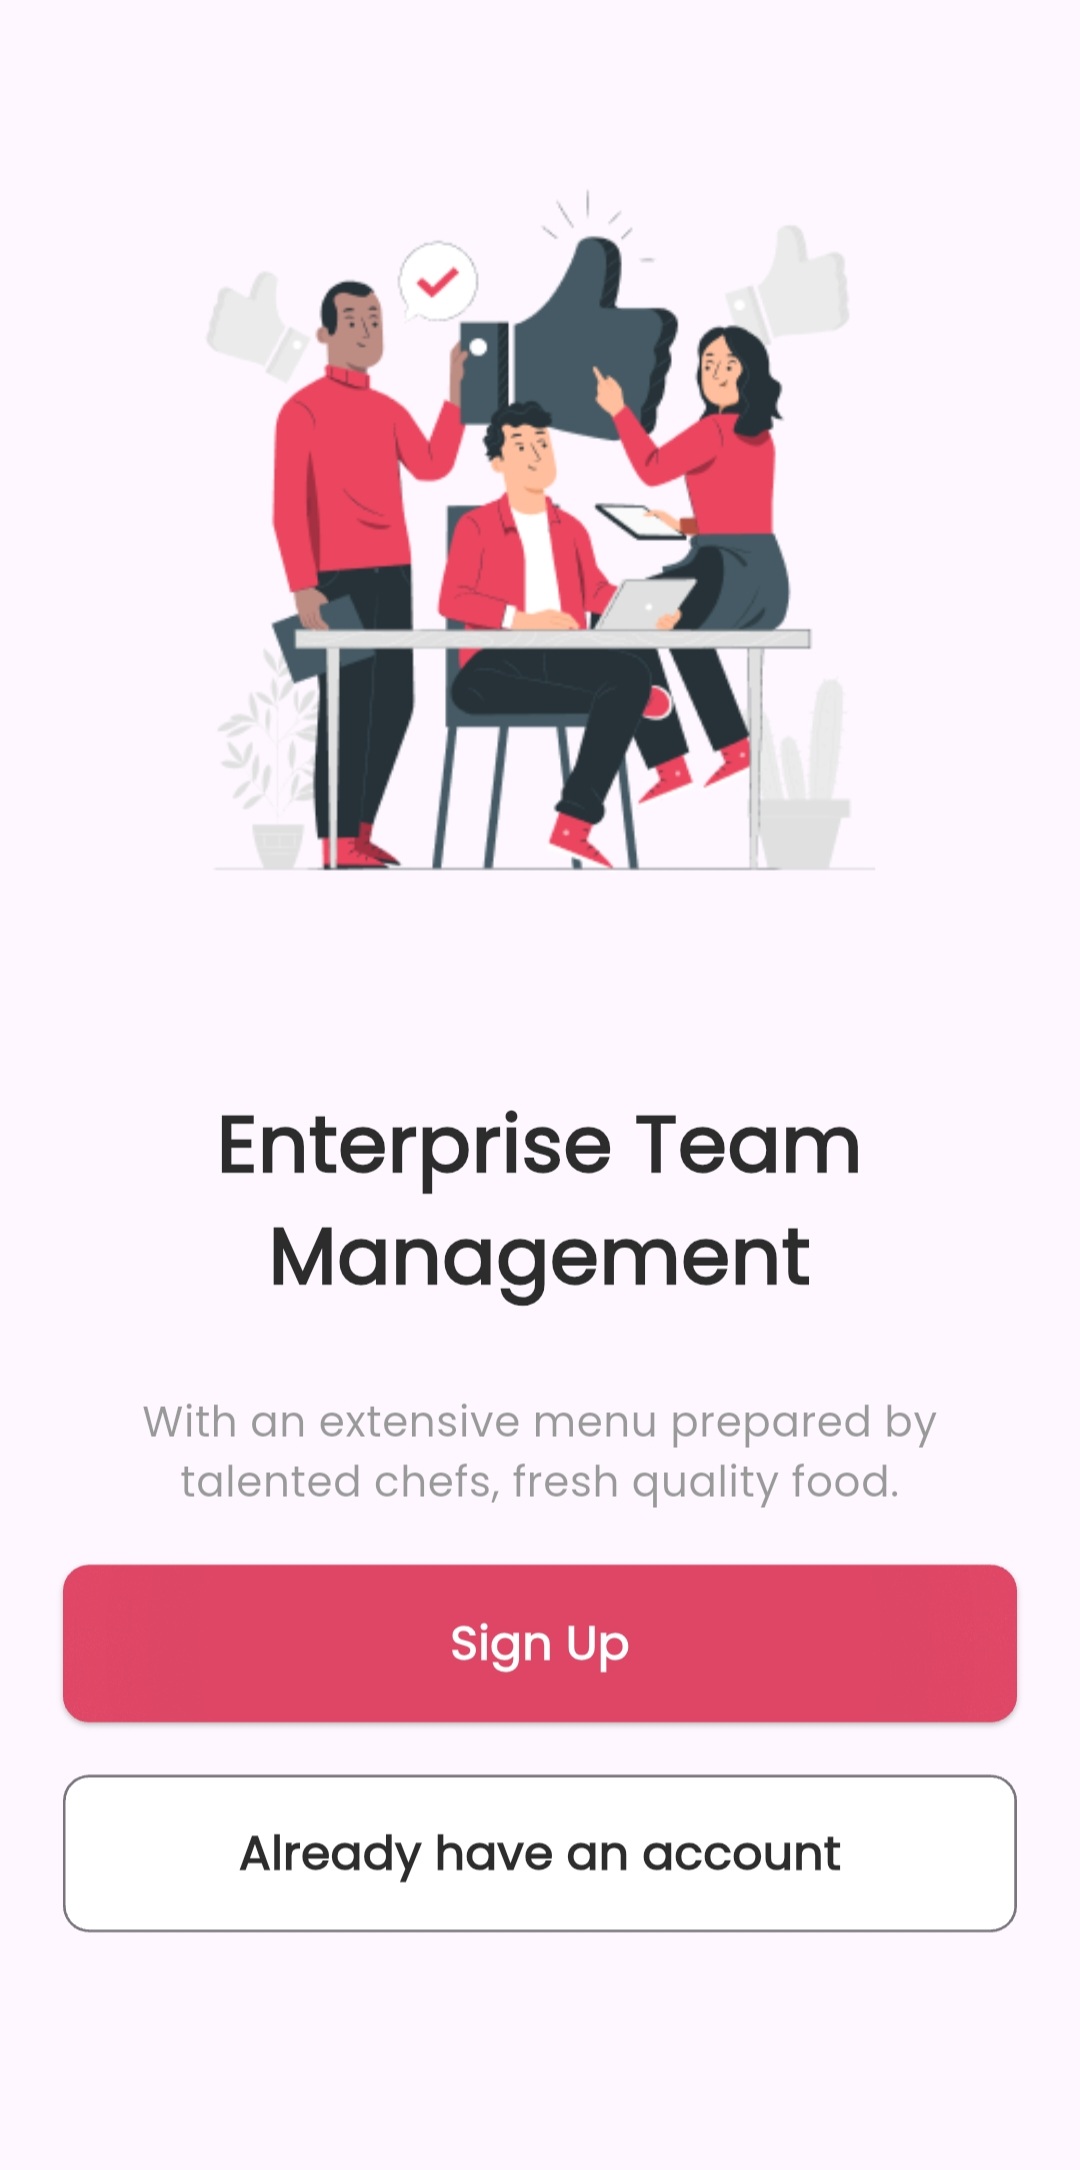 Enterprise Team
Management
With an extensive menu prepared by
talented chefs, fresh quality food.
Sign Up
Already have an account